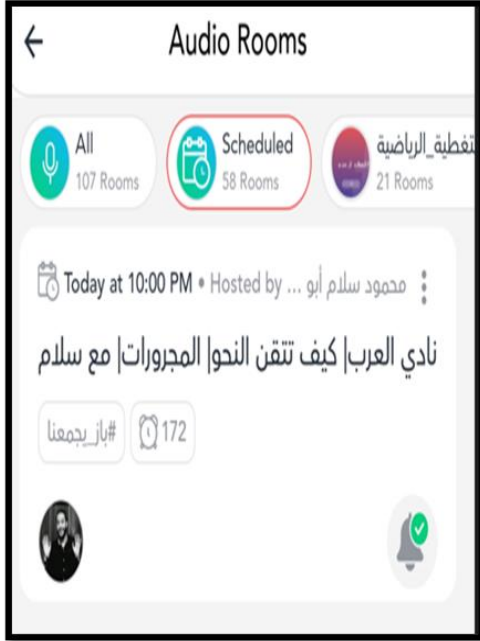 Audio Rooms
All
107 Rooms
Scheduled
58 Rooms
تغطية_الرياضية
21 Rooms
Today at 10:00 PM • Hosted by ... محمود سلام أبو
نادي العرب| كيف تتقن النحو| المجرورات| مع سلام
#باز_يجمعنا
172